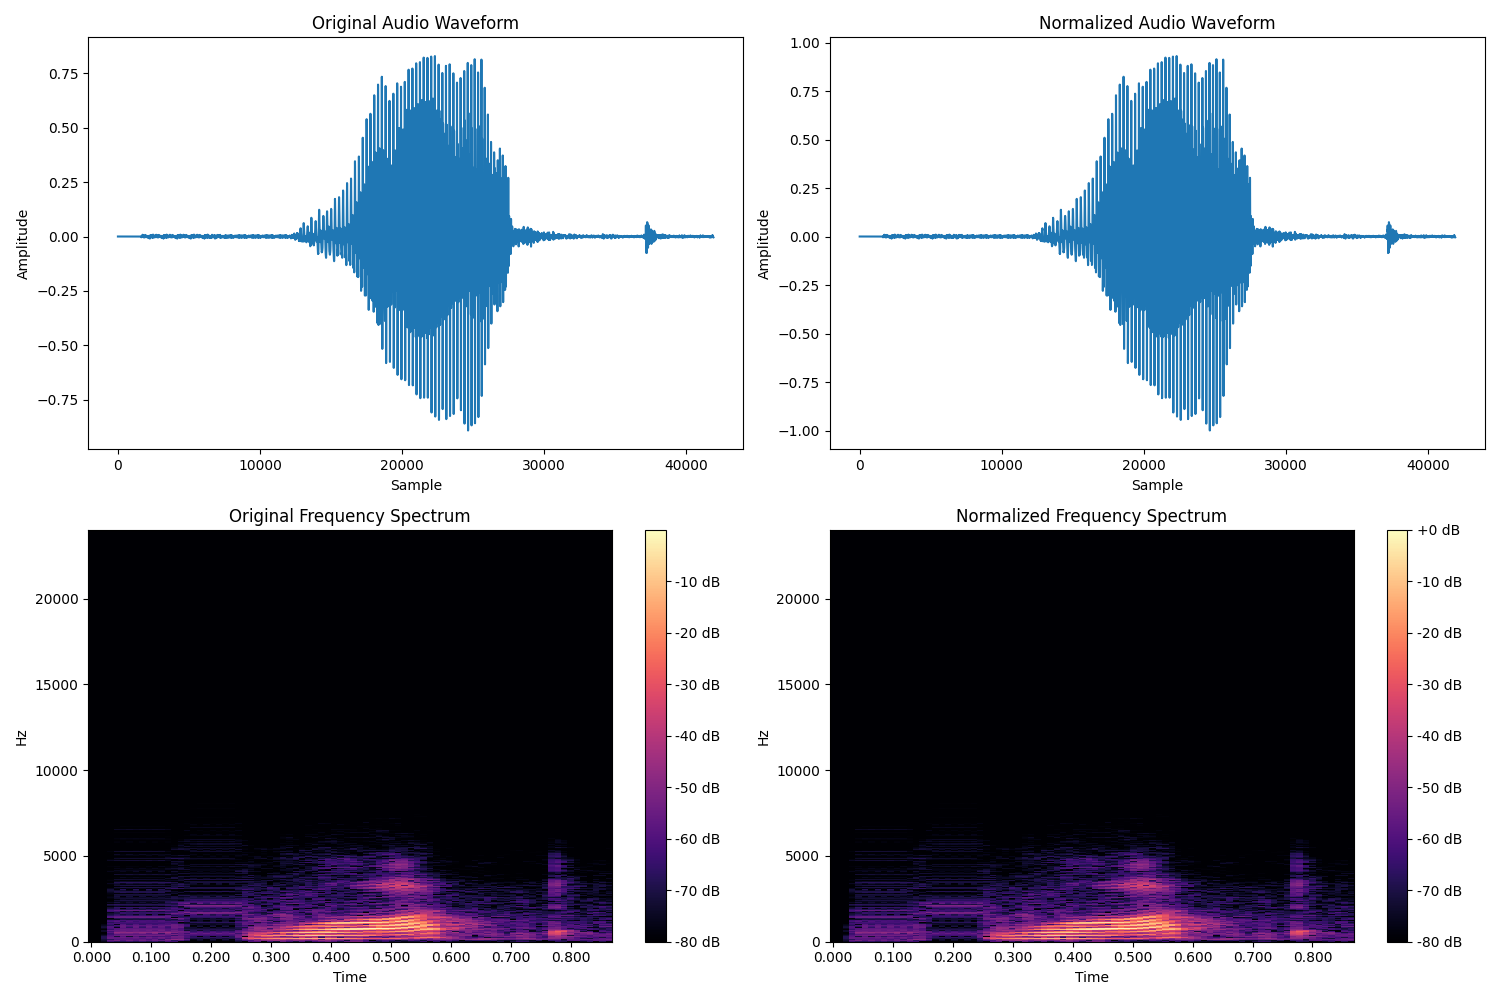 Original Audio Waveform
0.75
0.50
0.25
0.00
−0.25
−0.50
−0.75
Amplitude
0 10000 20000 30000 40000
Sample
Normalized Audio Waveform
1.00
0.75
0.50
0.25
0.00
−0.25
−0.50
−0.75
−1.00
Amplitude
0 10000 20000 30000 40000
Sample
Original Frequency Spectrum
20000
15000
10000
5000
0
Hz
0.000 0.100 0.200 0.300 0.400 0.500 0.600 0.700 0.800
Time
-10 dB
-20 dB
-30 dB
-40 dB
-50 dB
-60 dB
-70 dB
-80 dB
Normalized Frequency Spectrum
20000
15000
10000
5000
0
Hz
0.000 0.100 0.200 0.300 0.400 0.500 0.600 0.700 0.800
Time
+0 dB
-10 dB
-20 dB
-30 dB
-40 dB
-50 dB
-60 dB
-70 dB
-80 dB